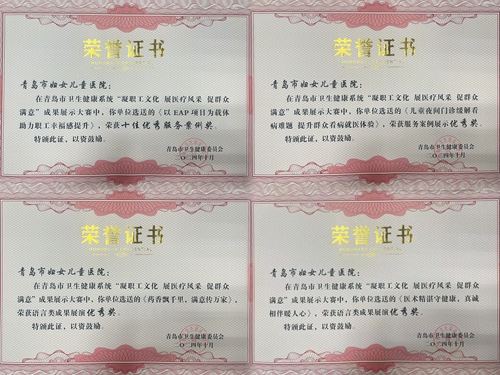 荣誉证书
青岛市妇女儿童医院：
在青岛市卫生健康系统“凝职工文化 展医疗风采 促群众
满意”成果展示大赛中，你单位选送的《以EAP项目为载体
助力职工幸福感提升》，荣获十佳优秀服务案例奖。
特颁此证，以资鼓励。
青岛市卫生健康委员会
二〇二四年十月
荣誉证书
青岛市妇女儿童医院：
在青岛市卫生健康系统“凝职工文化 展医疗风采 促群众
满意”成果展示大赛中，你单位选送的《儿童夜间门诊缓解看
病难题 提升群众看病就医体验》，荣获服务案例展示优秀奖。
特颁此证，以资鼓励。
青岛市卫生健康委员会
二〇二四年十月
荣誉证书
青岛市妇女儿童医院：
在青岛市卫生健康系统“凝职工文化 展医疗风采 促群众
满意”成果展示大赛中，你单位选送的《药香飘千里，满意传万家》，
荣获语言类成果展演优秀奖。
特颁此证，以资鼓励。
青岛市卫生健康委员会
二〇二四年十月
荣誉证书
青岛市妇女儿童医院：
在青岛市卫生健康系统“凝职工文化 展医疗风采 促群众
满意”成果展示大赛中，你单位选送的《医术精湛守健康，真诚
相伴暖人心》，荣获语言类成果展演优秀奖。
特颁此证，以资鼓励。
青岛市卫生健康委员会
二〇二四年十月